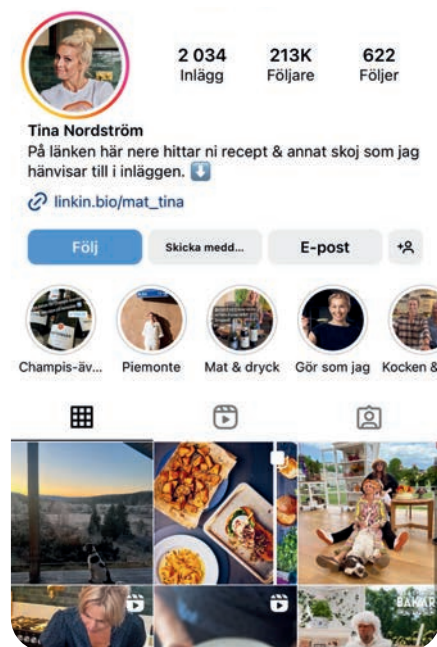 2 034 213K 622
Inlägg Följare Följer
Tina Nordström
På länken här nere hittar ni recept & annat skoj som jag
hänvisar till i inläggen.
linkin.bio/mat_tina
Följ Skicka medd... E-post
Champis-äv... Piemonte Mat & dryck Gör som jag Kocken &
BAKAR